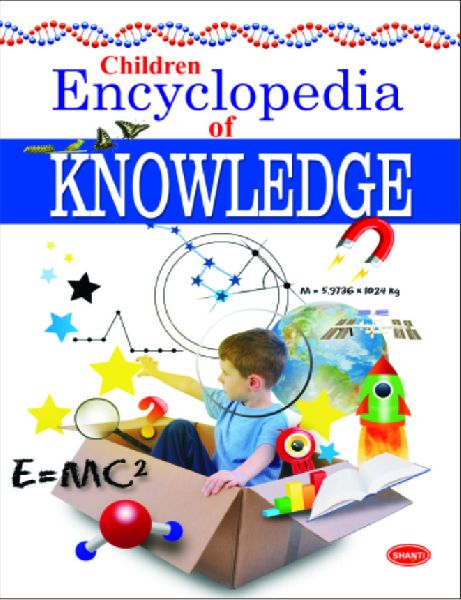 Children
Encyclopedia
of
KNOWLEDGE
M = 5.9736 x 1024 kg
?
E=MC²
SHANTI